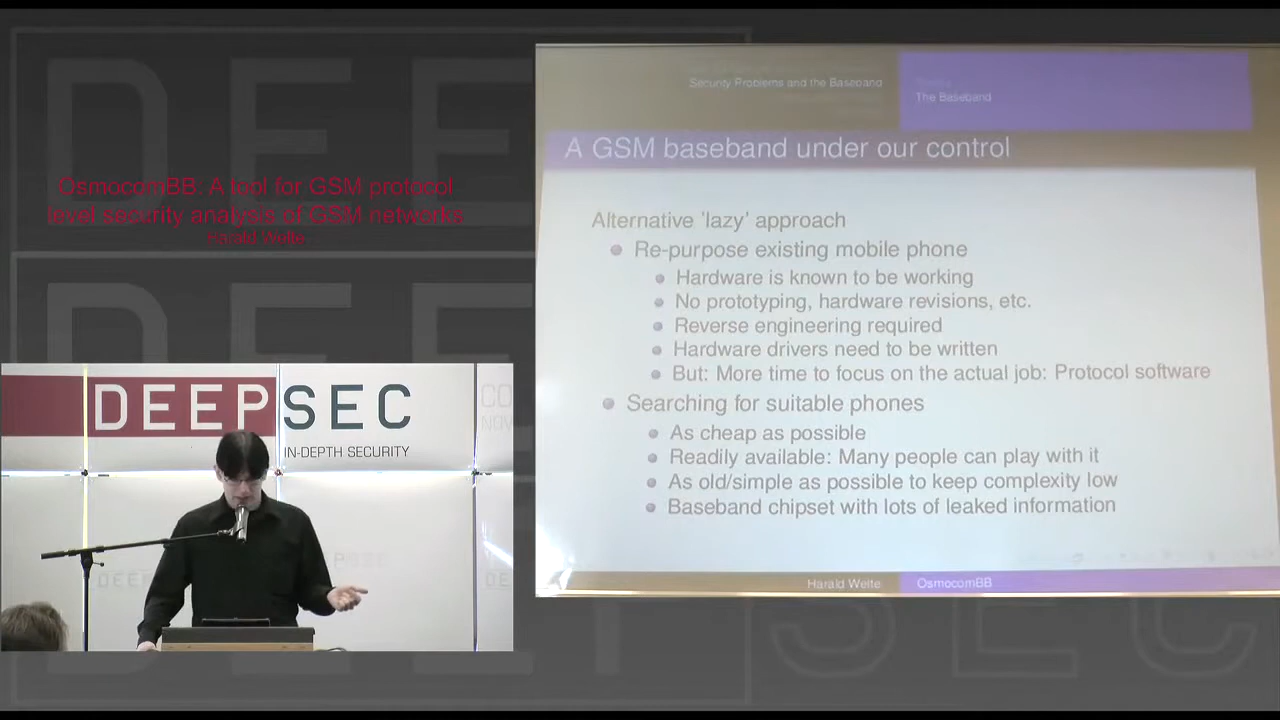 Security Problems and the Baseband
The Baseband
A GSM baseband under our control
OsmocomBB: A tool for GSM protocol
level security analysis of GSM networks
Harald Welte
Alternative 'lazy' approach
Re-purpose existing mobile phone
Hardware is known to be working
No prototyping, hardware revisions, etc.
Reverse engineering required
Hardware drivers need to be written
But: More time to focus on the actual job: Protocol software
Searching for suitable phones
As cheap as possible
Readily available: Many people can play with it
As old/simple as possible to keep complexity low
Baseband chipset with lots of leaked information
Harald Welte
OsmocomBB
DEEPSEC
IN-DEPTH SECURITY
DEEPSEC